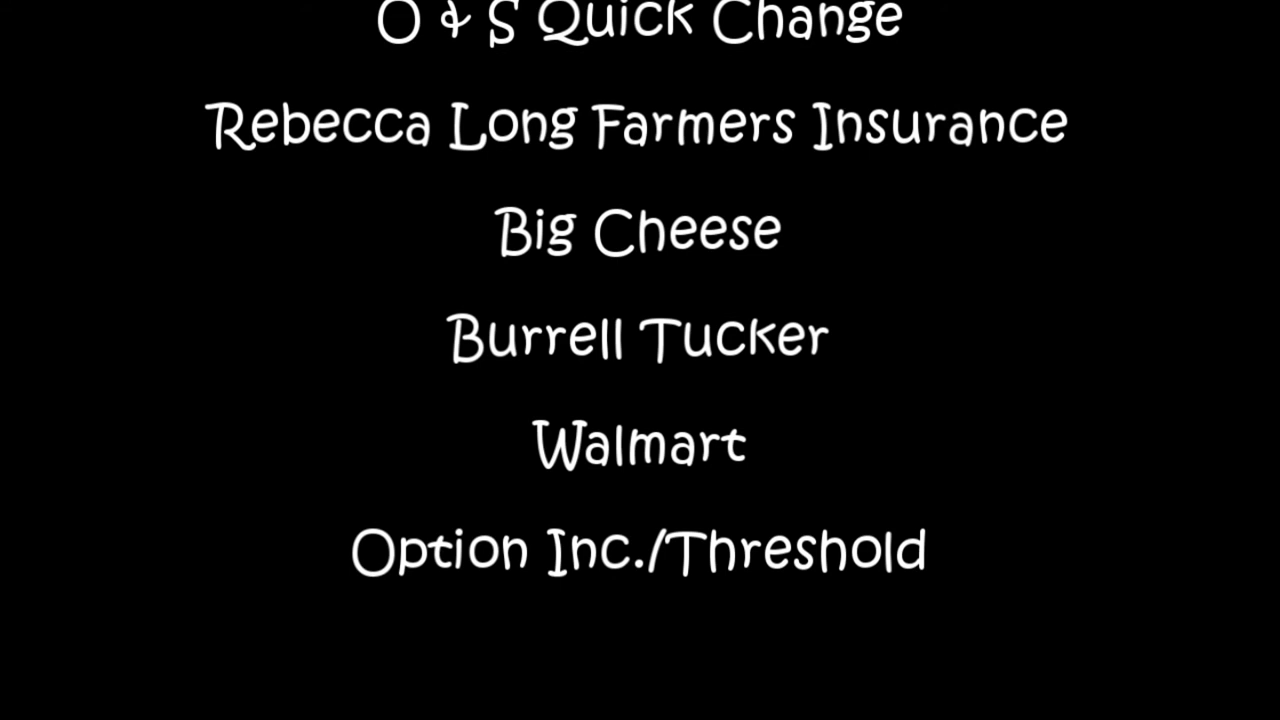 O & S Quick Change
Rebecca Long Farmers Insurance
Big Cheese
Burrell Tucker
Walmart
Option Inc./Threshold